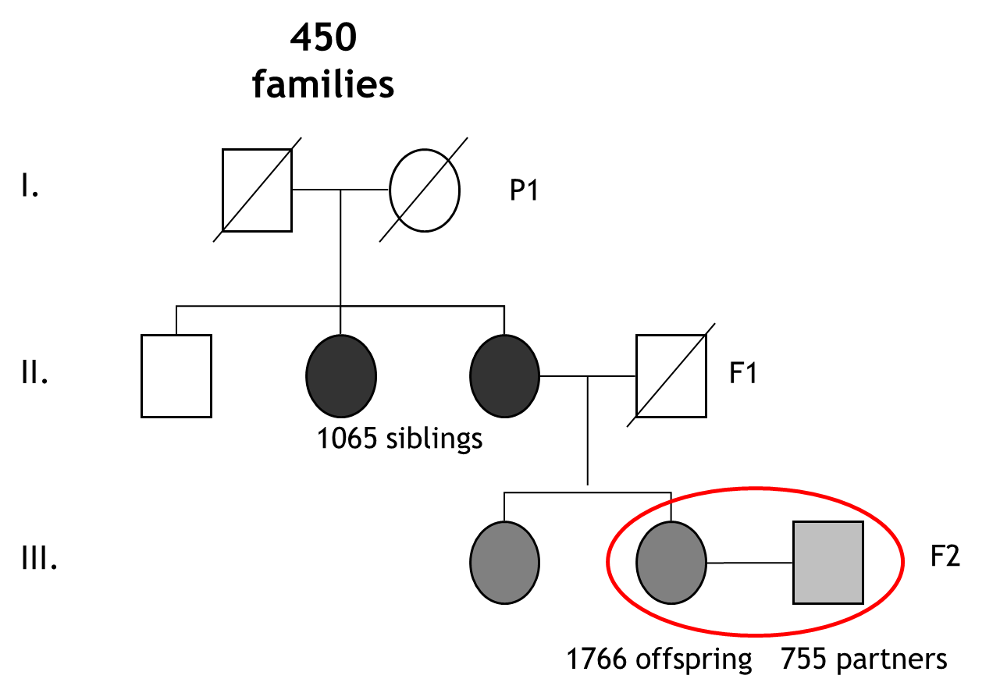 450
families
I.
P1
II.
F1
1065 siblings
III.
F2
1766 offspring
755 partners